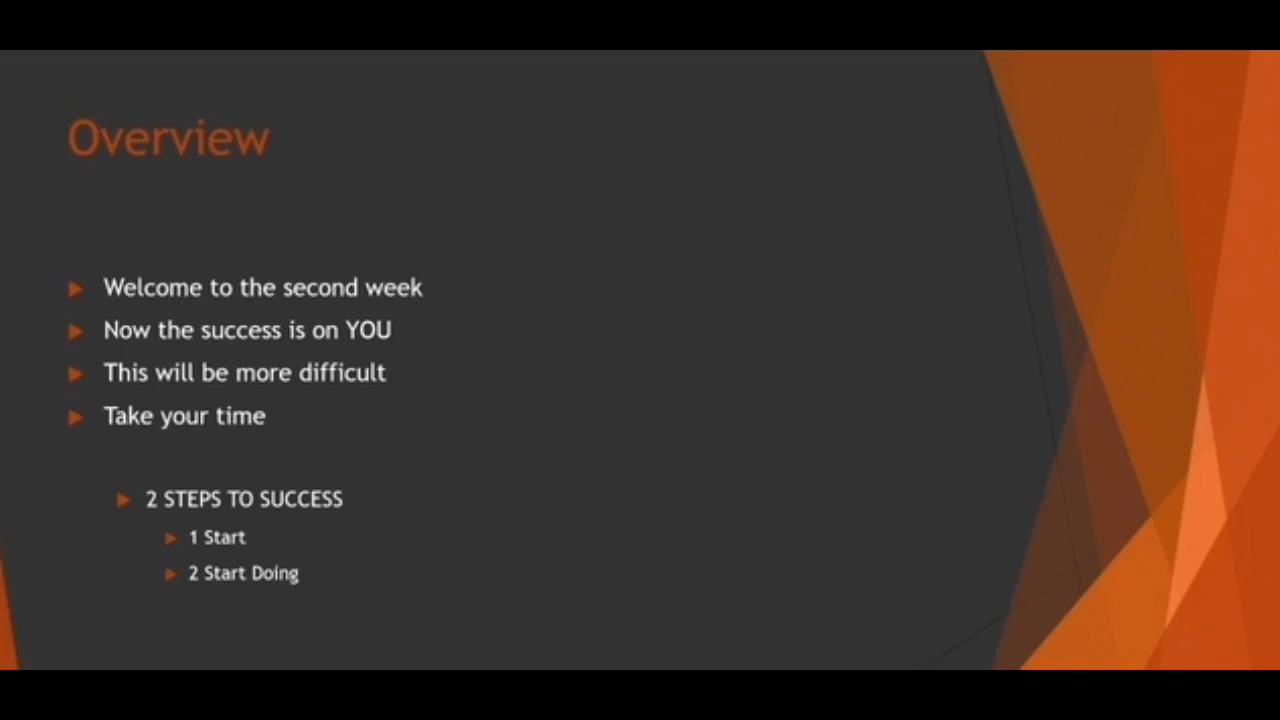 Overview
Welcome to the second week
Now the success is on YOU
This will be more difficult
Take your time
2 STEPS TO SUCCESS
1 Start
2 Start Doing